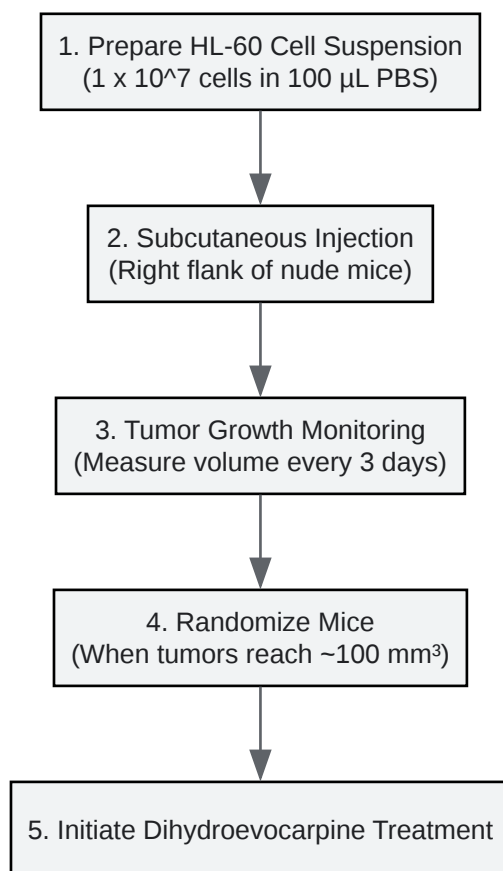 1. Prepare HL-60 Cell Suspension
(1 x 10^7 cells in 100 µL PBS)
2. Subcutaneous Injection
(Right flank of nude mice)
3. Tumor Growth Monitoring
(Measure volume every 3 days)
4. Randomize Mice
(When tumors reach ~100 mm³)
5. Initiate Dihydroevocarpine Treatment